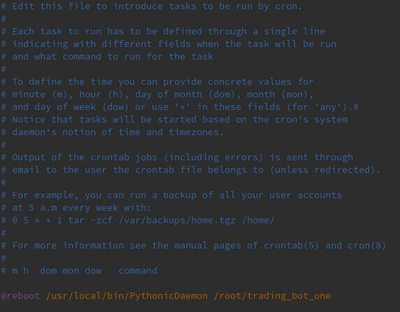 # Edit this file to introduce tasks to be run by cron.
#
# Each task to run has to be defined through a single line
# indicating with different fields when the task will be run
# and what command to run for the task
#
# To define the time you can provide concrete values for
# minute (m), hour (h), day of month (dom), month (mon),
# and day of week (dow) or use '*' in these fields (for 'any').#
# Notice that tasks will be started based on the cron's system
# daemon's notion of time and timezones.
#
# Output of the crontab jobs (including errors) is sent through
# email to the user the crontab file belongs to (unless redirected).
#
# For example, you can run a backup of all your user accounts
# at 5 a.m every week with:
# 0 5 * * 1 tar -zcf /var/backups/home.tgz /home/
#
# For more information see the manual pages of crontab(5) and cron(8)
#
# m h  dom mon dow   command
@reboot /usr/local/bin/PythonicDaemon /root/trading_bot_one